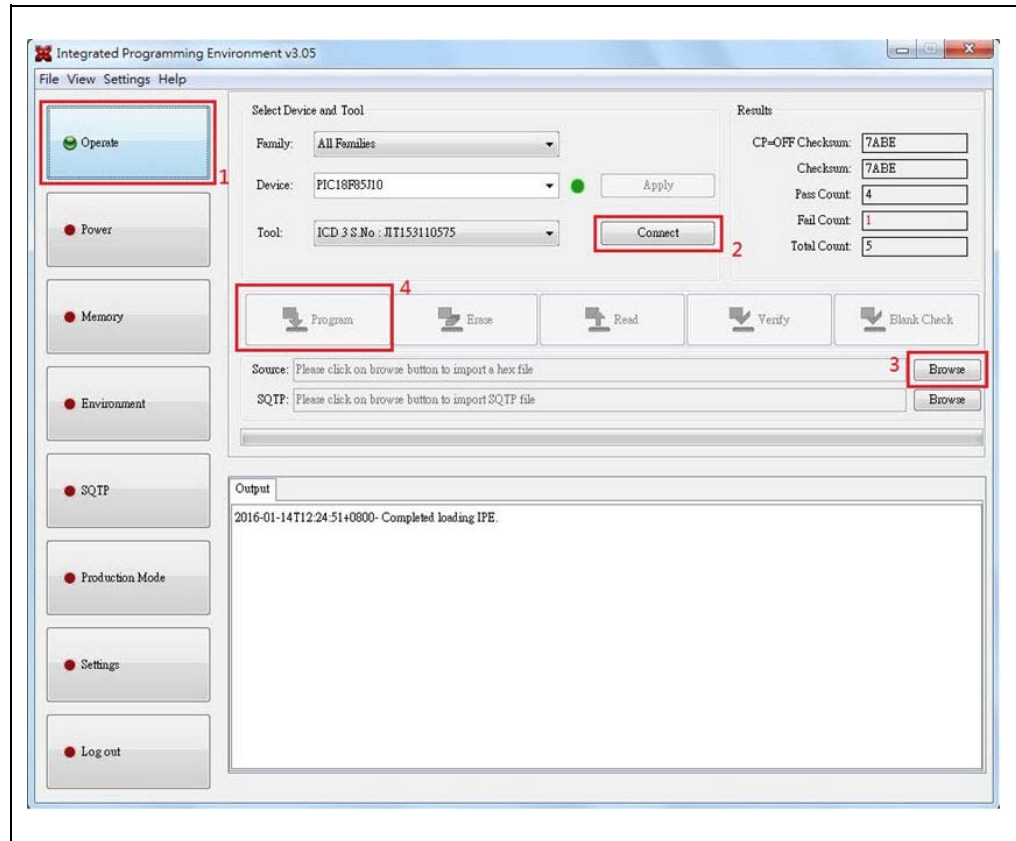 Integrated Programming Environment v3.05
File View Settings Help
Operate
1
Power
Memory
Environment
SQTP
Production Mode
Settings
Log out
Select Device and Tool
Family: All Families
Device: PIC18F85J10 Apply
Tool: ICD 3 S.No : JIT153110575 Connect
2
Results
CP=OFF Checksum: 7ABE
Checksum: 7ABE
Pass Count: 4
Fail Count: 1
Total Count: 5
4
Program Erase Read Verify Blank Check
Source: Please click on browse button to import a hex file 3 Browse
SQTP: Please click on browse button to import SQTP file Browse
Output
2016-01-14T12:24:51+0800- Completed loading IPE.